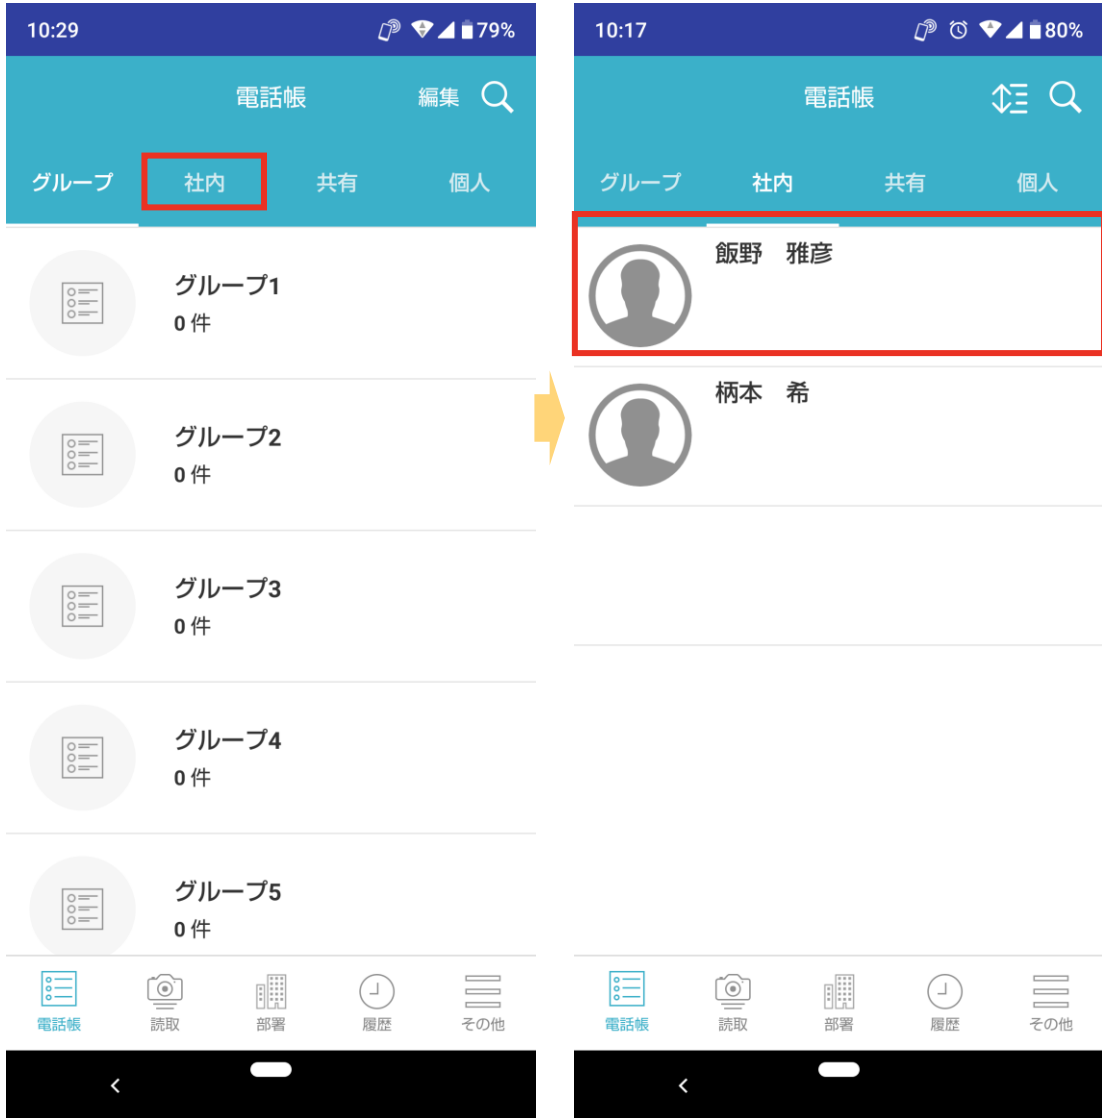 10:29
79%
電話帳
編集
グループ 社内 共有 個人
グループ1
0 件
グループ2
0 件
グループ3
0 件
グループ4
0 件
グループ5
0 件
電話帳 読取 部署 履歴 その他
10:17
80%
電話帳
グループ 社内 共有 個人
飯野　雅彦
柄本　希
電話帳 読取 部署 履歴 その他